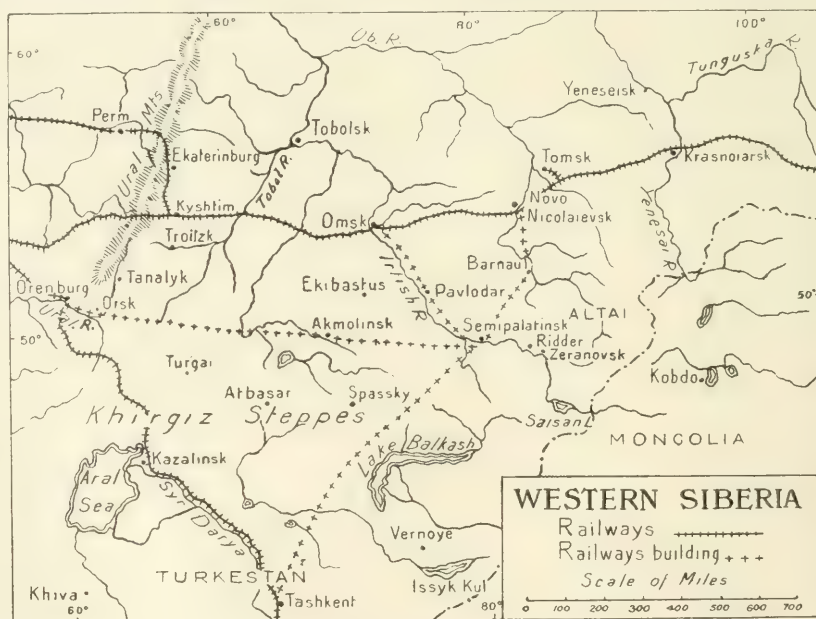 60° 80 100
60°
Ob. R.
Tunguska R.
Yeneseisk
Perm
Ural Mts
Tobolsk
Ekaterinburg
Tobol R.
Tomsk
Krasnoiarsk
Kyshtim
Omsk
Novo
Nicolaievsk
Yenesai R.
Troitzk
Irtish R.
Barnaul
Tanalyk
Ekibastus
Pavlodar
ALTAI
50°
Orenburg
Orsk
Ural R.
Akmolinsk
Semipalatinsk
Ridder
Zeranovsk
50°
Turgai
Kobdo
Atbasar
Spassky
Khirgiz Steppes
Saisan L.
MONGOLIA
Lake Balkash
Kazalinsk
Aral
Sea
Syr Darya
Vernoye
TURKESTAN
Issyk Kul
Khiva
60°
Tashkent
80
WESTERN SIBERIA
Railways
Railways building
Scale of Miles
0 100 200 300 400 500 600 700